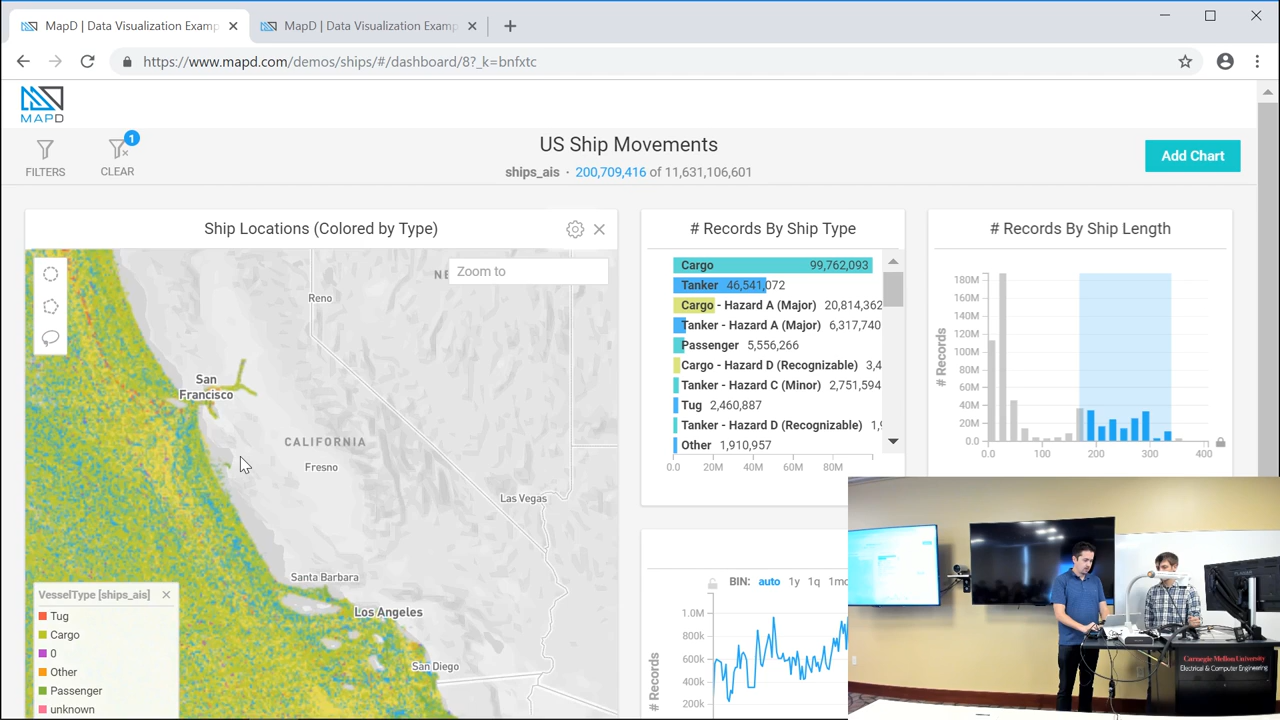 MapD | Data Visualization Examp
MapD | Data Visualization Examp
https://www.mapd.com/demos/ships/#/dashboard/8?_k=bnfxtc
MAPD
FILTERS
1
CLEAR
US Ship Movements
ships_ais · 200,709,416 of 11,631,106,601
Add Chart
Ship Locations (Colored by Type)
Zoom to
NE
Reno
San
Francisco
CALIFORNIA
Fresno
Las Vegas
Santa Barbara
Los Angeles
San Diego
VesselType [ships_ais]
Tug
Cargo
0
Other
Passenger
unknown
# Records By Ship Type
Cargo 99,762,093
Tanker 46,541,072
Cargo - Hazard A (Major) 20,814,362
Tanker - Hazard A (Major) 6,317,740
Passenger 5,556,266
Cargo - Hazard D (Recognizable) 3,4
Tanker - Hazard C (Minor) 2,751,594
Tug 2,460,887
Tanker - Hazard D (Recognizable) 1,
Other 1,910,957
0.0 20M 40M 60M 80M
# Records By Ship Length
# Records
180M
160M
140M
120M
100M
80M
60M
40M
20M
0.0
0.0 100 200 300 400
BIN: auto 1y 1q 1mo
# Records
1.0M
800k
600k
400k
200k
Carnegie Mellon University
Electrical & Computer Engineering